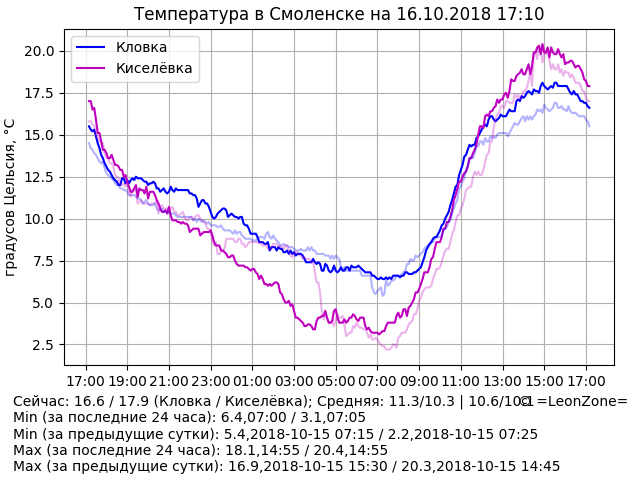 Температура в Смоленске на 16.10.2018 17:10
Кловка
Киселёвка
градусов Цельсия, °C
20.0
17.5
15.0
12.5
10.0
7.5
5.0
2.5
17:00 19:00 21:00 23:00 01:00 03:00 05:00 07:00 09:00 11:00 13:00 15:00 17:00
Сейчас: 16.6 / 17.9 (Кловка / Киселёвка); Средняя: 11.3/10.3 | 10.6/10.1 =LeonZone=
Min (за последние 24 часа): 6.4,07:00 / 3.1,07:05
Min (за предыдущие сутки): 5.4,2018-10-15 07:15 / 2.2,2018-10-15 07:25
Max (за последние 24 часа): 18.1,14:55 / 20.4,14:55
Max (за предыдущие сутки): 16.9,2018-10-15 15:30 / 20.3,2018-10-15 14:45